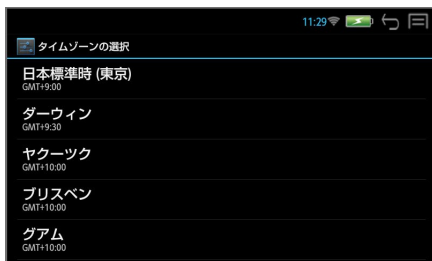 11:29
タイムゾーンの選択
日本標準時 (東京)
GMT+9:00
ダーウィン
GMT+9:30
ヤクーツク
GMT+10:00
ブリスベン
GMT+10:00
グアム
GMT+10:00